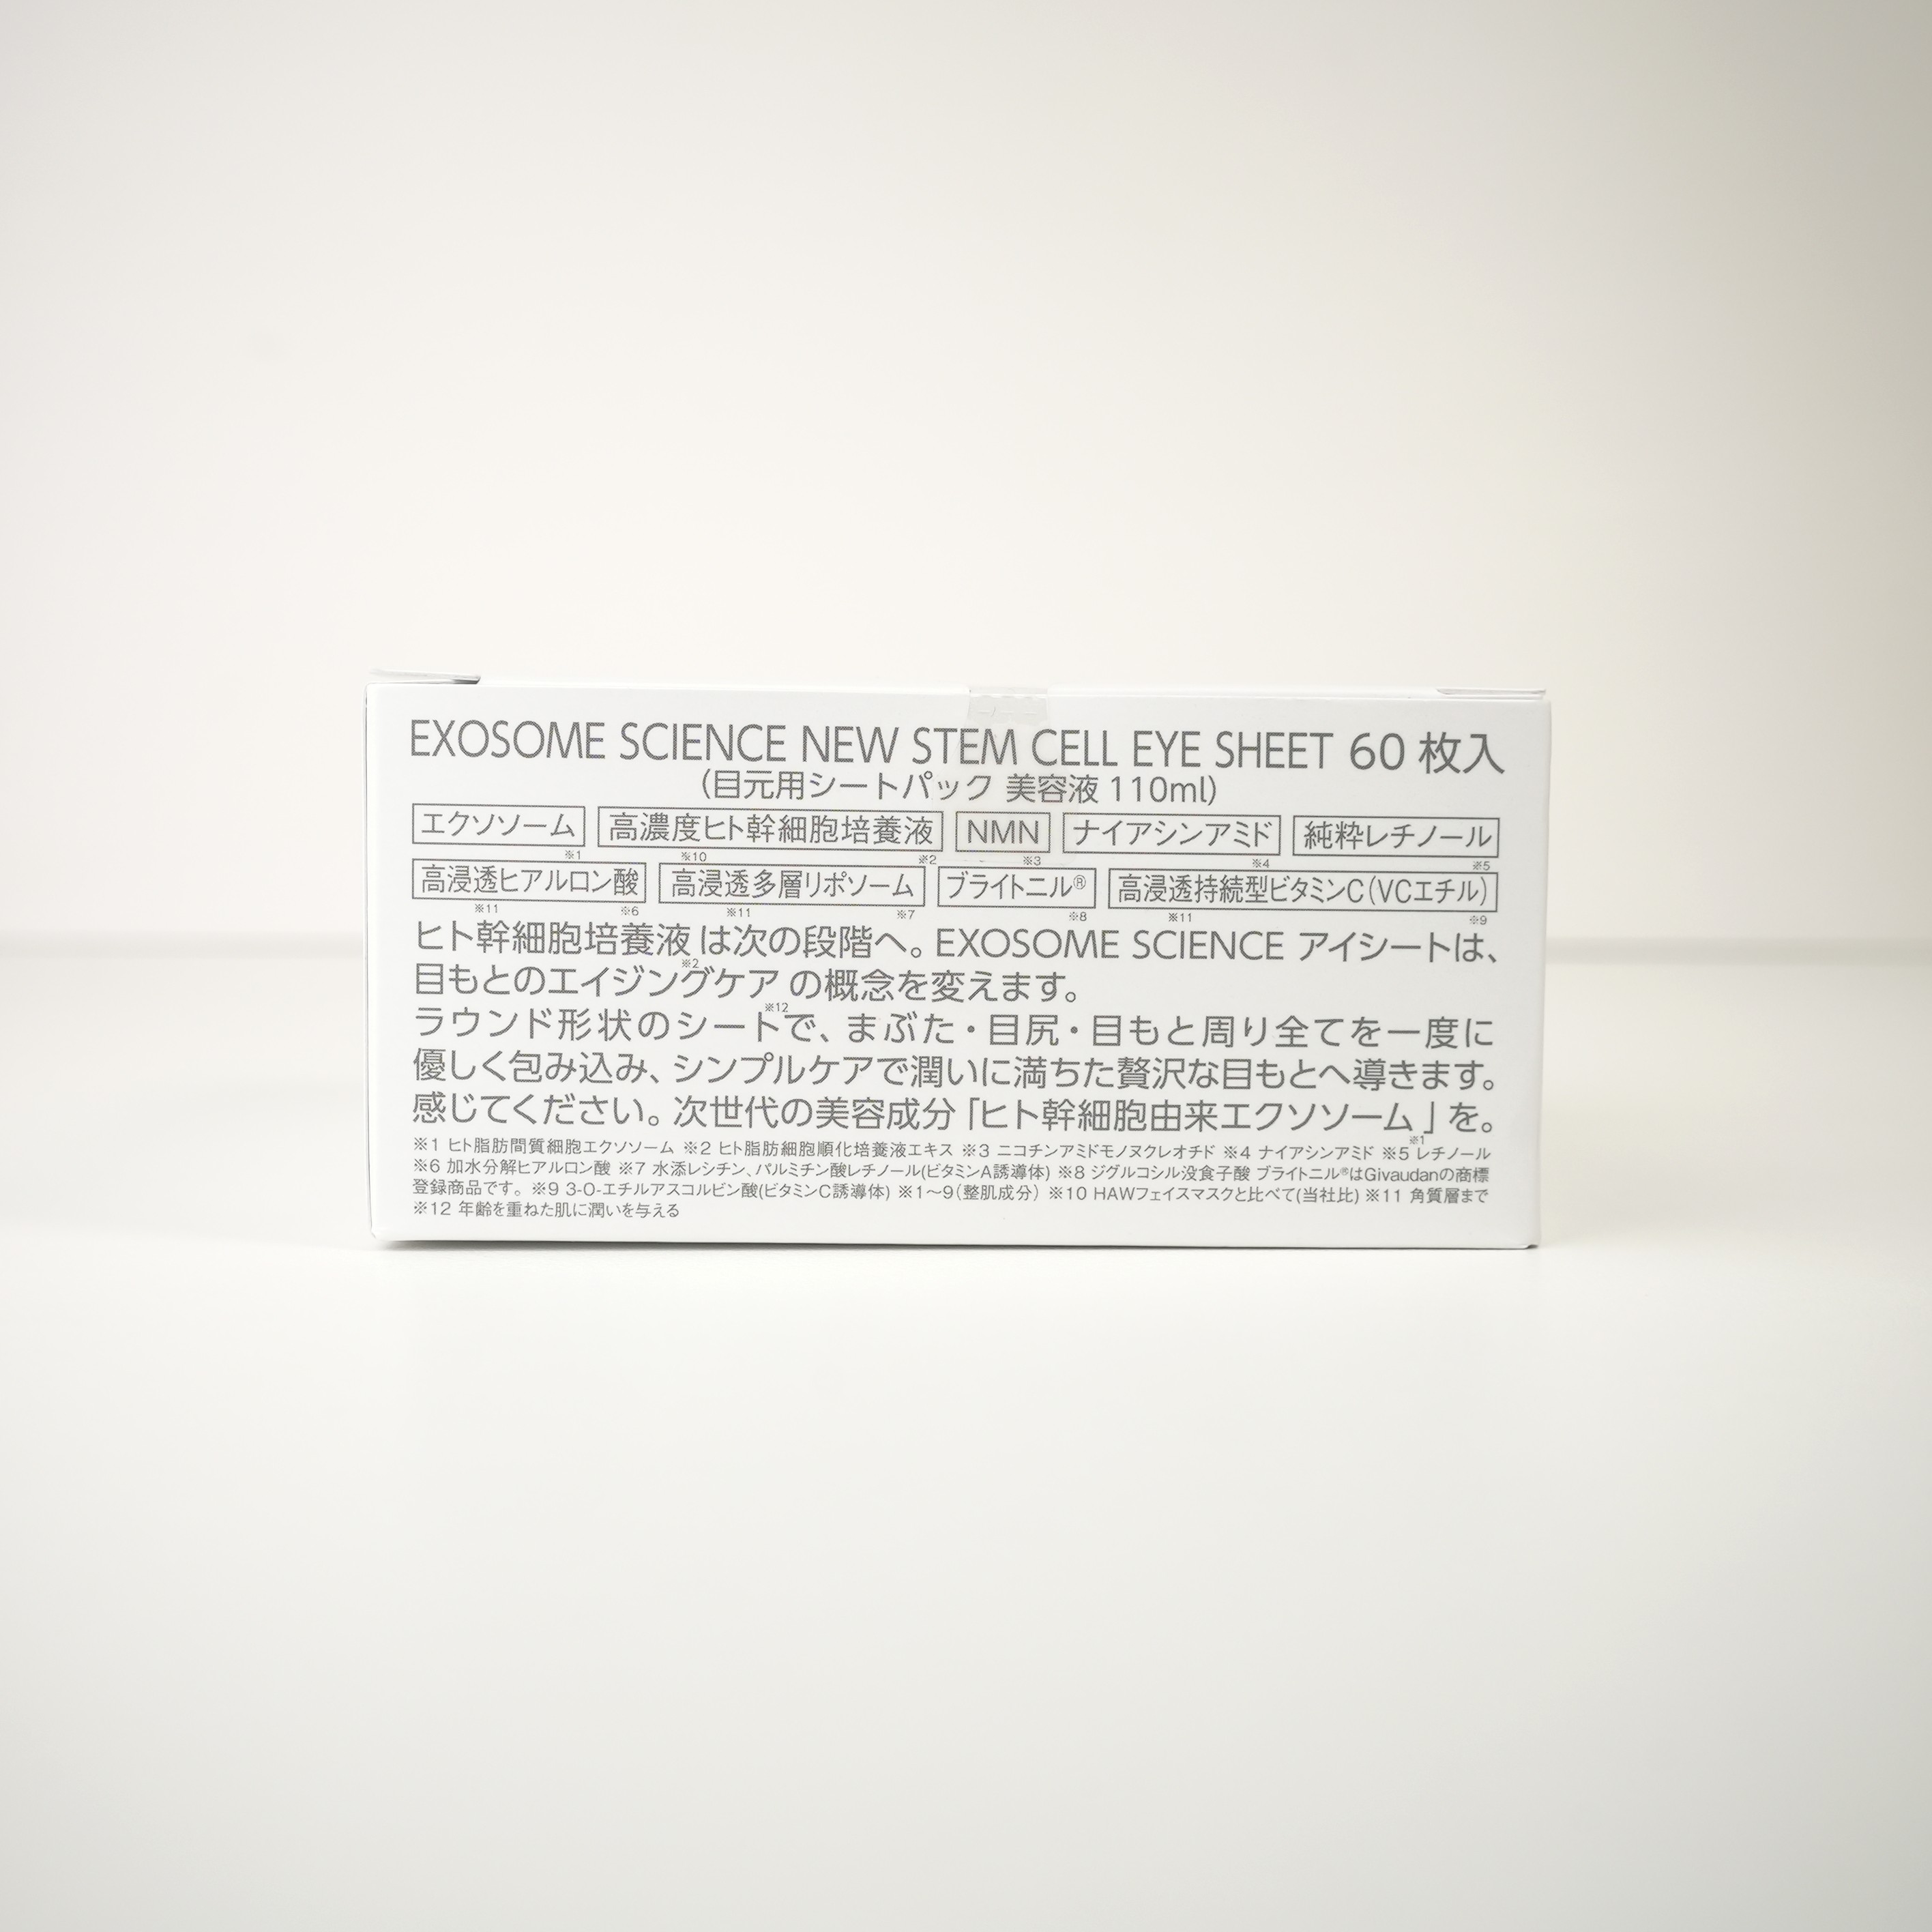 EXOSOME SCIENCE NEW STEM CELL EYE SHEET 60 枚入
(目元用シートパック 美容液 110ml)
エクソソーム 高濃度ヒト幹細胞培養液 NMN ナイアシンアミド 純粋レチノール
※1 ※10 ※2 ※3 ※4 ※5
高浸透ヒアルロン酸 高浸透多層リポソーム ブライトニル® 高浸透持続型ビタミンC(VCエチル)
※11 ※6 ※11 ※7 ※8 ※11 ※9
ヒト幹細胞培養液は次の段階へ。EXOSOME SCIENCE アイシートは、
※2
目もとのエイジングケア の概念を変えます。
※12
ラウンド形状のシートで、まぶた・目尻・目もと周り全てを一度に
優しく包み込み、シンプルケアで潤いに満ちた贅沢な目もとへ導きます。
感じてください。次世代の美容成分「ヒト幹細胞由来エクソソーム」を。
※1
※1 ヒト脂肪間質細胞エクソソーム ※2 ヒト脂肪細胞順化培養液エキス ※3 ニコチンアミドモノヌクレオチド ※4 ナイアシンアミド ※5 レチノール
※6 加水分解ヒアルロン酸 ※7 水添レシチン、パルミチン酸レチノール(ビタミンA誘導体) ※8 ジグルコシル没食子酸 ブライトニル®はGivaudanの商標
登録商品です。 ※9 3-O-エチルアスコルビン酸(ビタミンC誘導体) ※1〜9(整肌成分) ※10 HAWフェイスマスクと比べて(当社比) ※11 角質層まで
※12 年齢を重ねた肌に潤いを与える